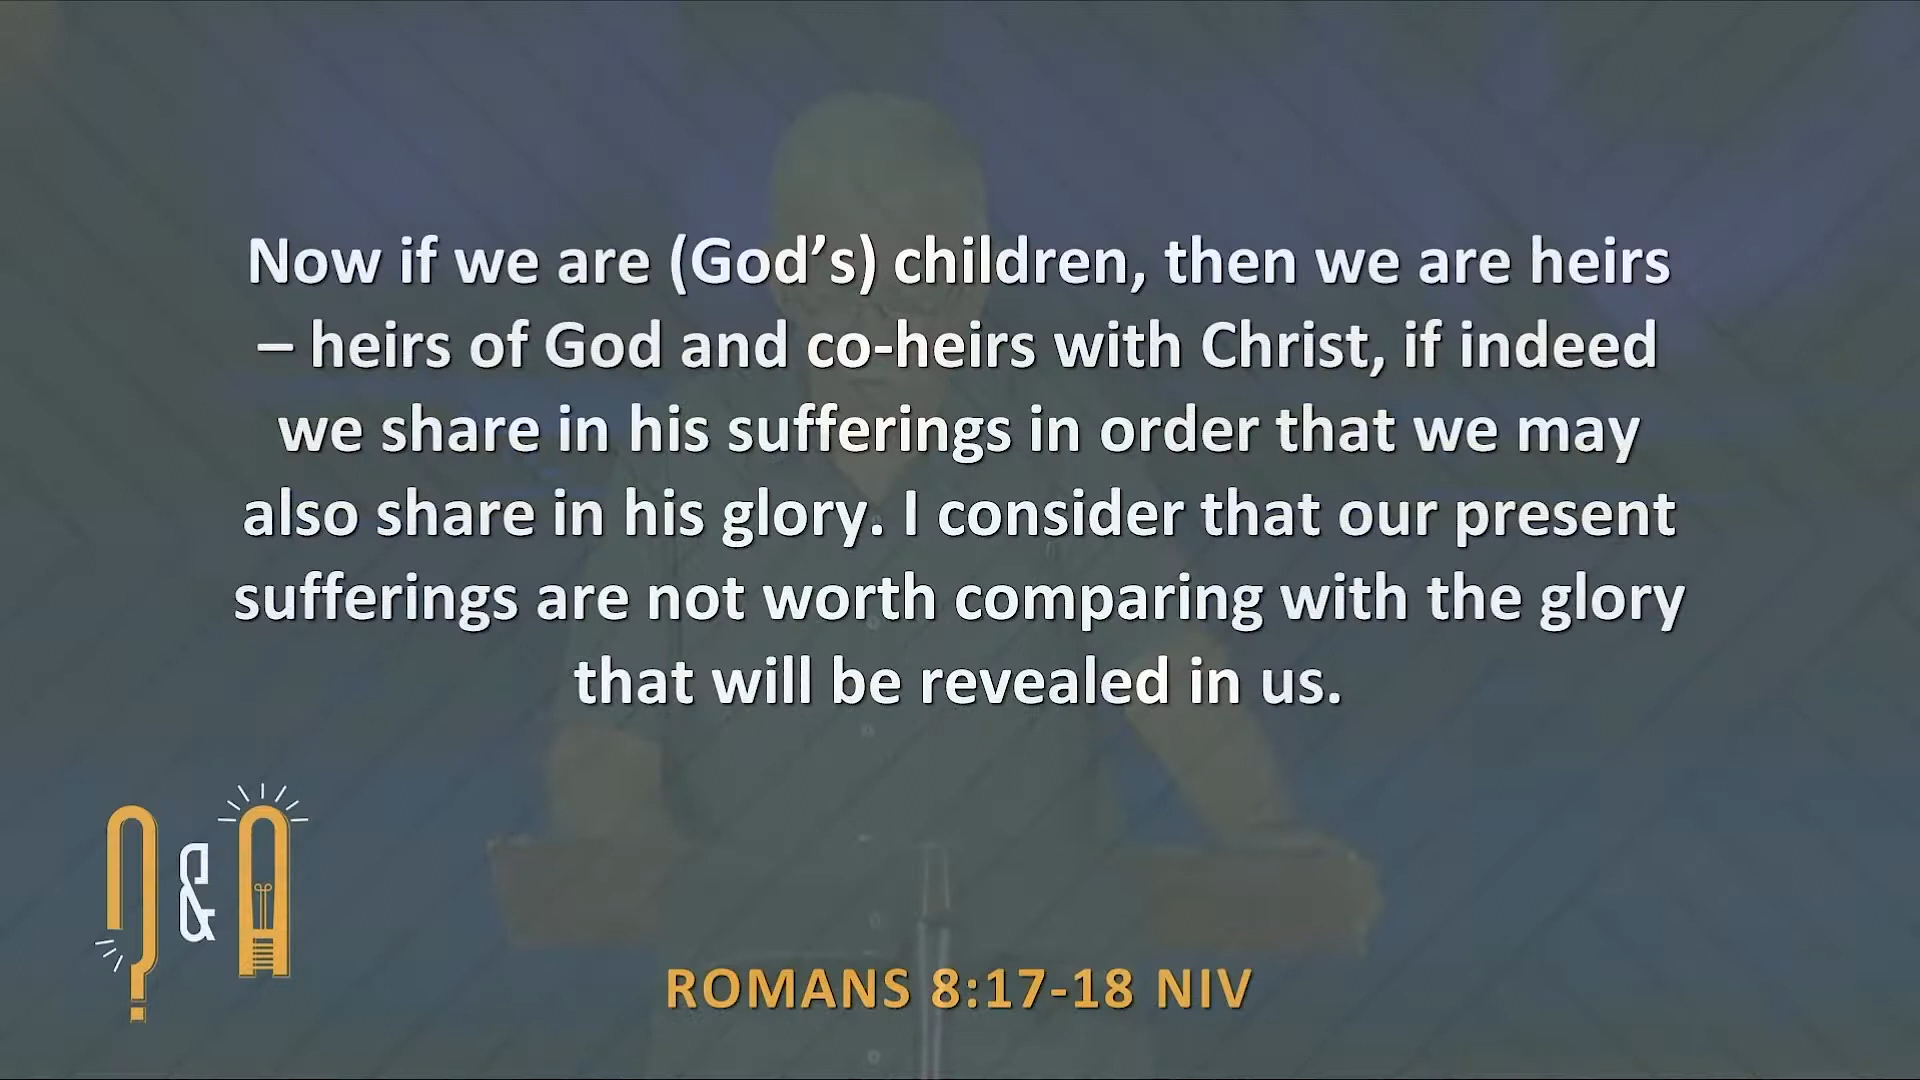 Now if we are (God’s) children, then we are heirs
– heirs of God and co-heirs with Christ, if indeed
we share in his sufferings in order that we may
also share in his glory. I consider that our present
sufferings are not worth comparing with the glory
that will be revealed in us.
? & A
ROMANS 8:17-18 NIV